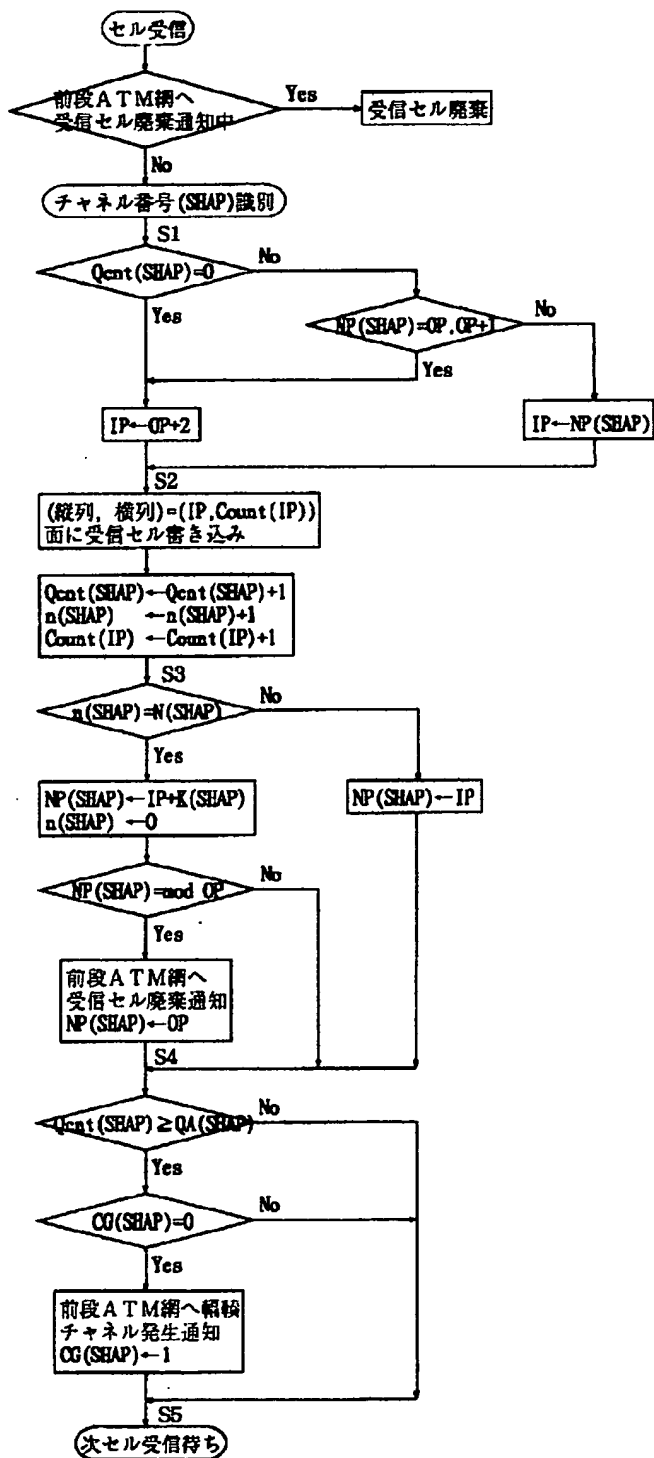 セル受信
前段ATM網へ
受信セル廃棄通知中
Yes
受信セル廃棄
No
チャネル番号(SHAP)識別
S1
Qcnt(SHAP)=0
No
Yes
NP(SHAP)=OP,OP+1
No
Yes
IP←OP+2
IP←NP(SHAP)
S2
(縦列, 横列)=(IP,Count(IP))
面に受信セル書き込み
Qcnt(SHAP)←Qcnt(SHAP)+1
n(SHAP) ←n(SHAP)+1
Count(IP) ←Count(IP)+1
S3
n(SHAP)=N(SHAP)
No
Yes
NP(SHAP)←IP+K(SHAP)
n(SHAP) ←0
NP(SHAP)←IP
NP(SHAP)=mod OP
No
Yes
前段ATM網へ
受信セル廃棄通知
NP(SHAP)←OP
S4
Qcnt(SHAP)≧QA(SHAP)
No
Yes
CG(SHAP)=0
No
Yes
前段ATM網へ輻輳
チャネル発生通知
CG(SHAP)←1
S5
次セル受信待ち